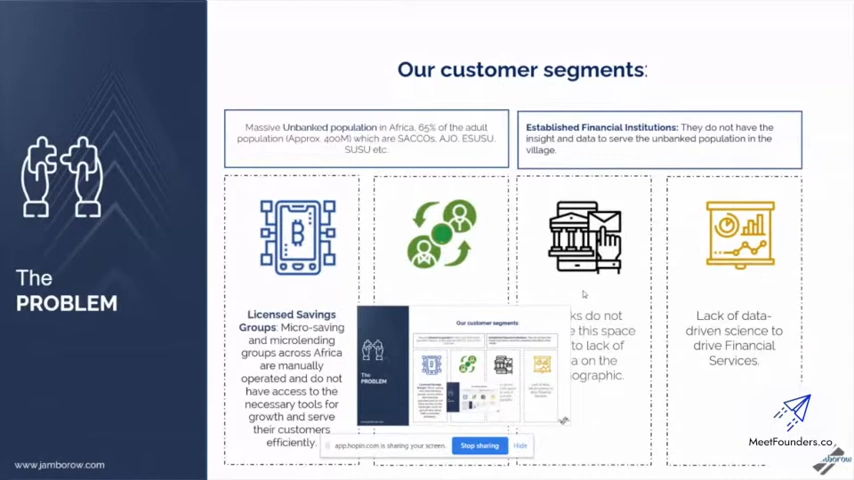 Our customer segments:
Massive Unbanked population in Africa, 65% of the adult
population (Approx. 400M) which are SACCOs, AJO, ESUSU,
SUSU etc.
Established Financial Institutions: They do not have the
insight and data to serve the unbanked population in the
village.
The
PROBLEM
Licensed Savings
Groups: Micro-saving
and microlending
groups across Africa
are manually
operated and do not
have access to the
necessary tools for
growth and serve
their customers
efficiently.
Our customer segments
The
PROBLEM
ks do not
e this space
to lack of
a on the
ographic.
Lack of data-
driven science to
drive Financial
Services.
app.hopin.com is sharing your screen.
Stop sharing
Hide
MeetFounders.co
www.jamborow.com